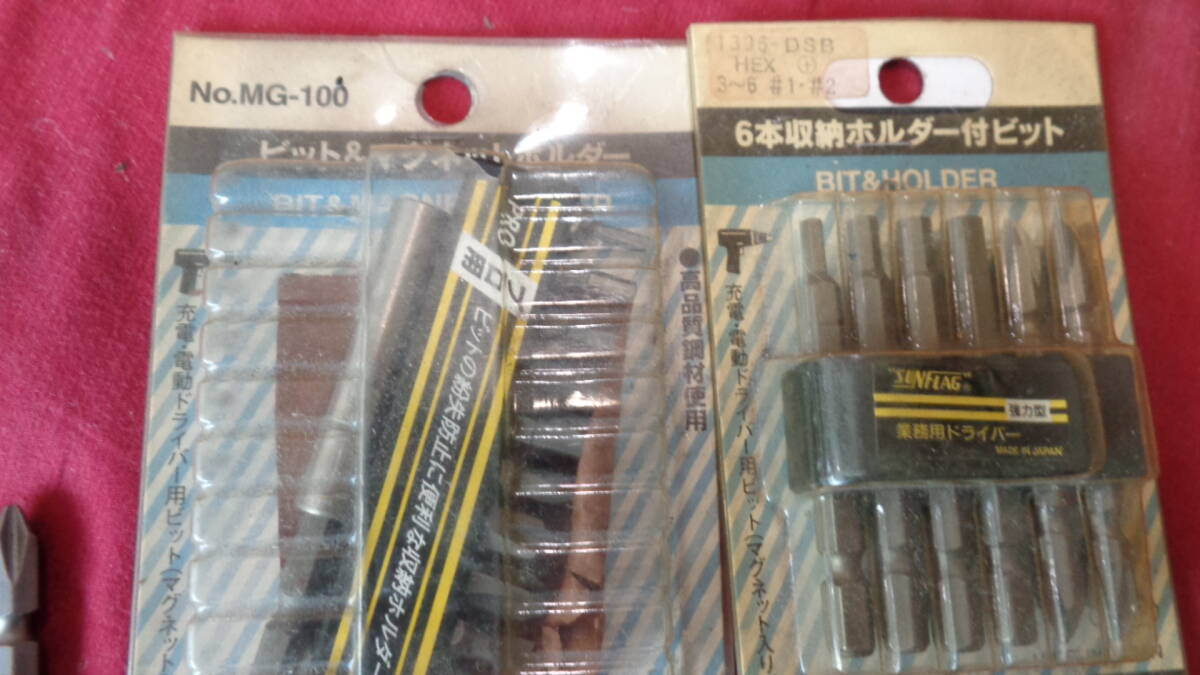 No.MG-100
ビット&マグネットホルダー
BIT&MAGNE
PRO
プロ用
ビットの紛失防止に便利な収納ホルダー
充電・電動ドライバー用ビット(マグネット
●高品質鋼材使用
1306-DSB
HEX ⊕
3～6 #1・#2
6本収納ホルダー付ビット
BIT&HOLDER
充電・電動ドライバー用ビット(マグネット入り
"SUNFLAG"®
強力型
業務用ドライバー
MADE IN JAPAN